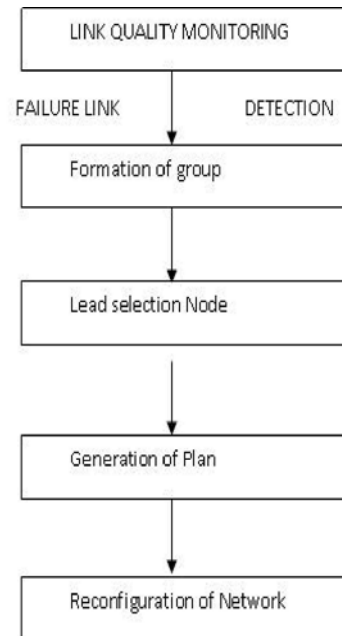 LINK QUALITY MONITORING
FAILURE LINK DETECTION
Formation of group
Lead selection Node
Generation of Plan
Reconfiguration of Network